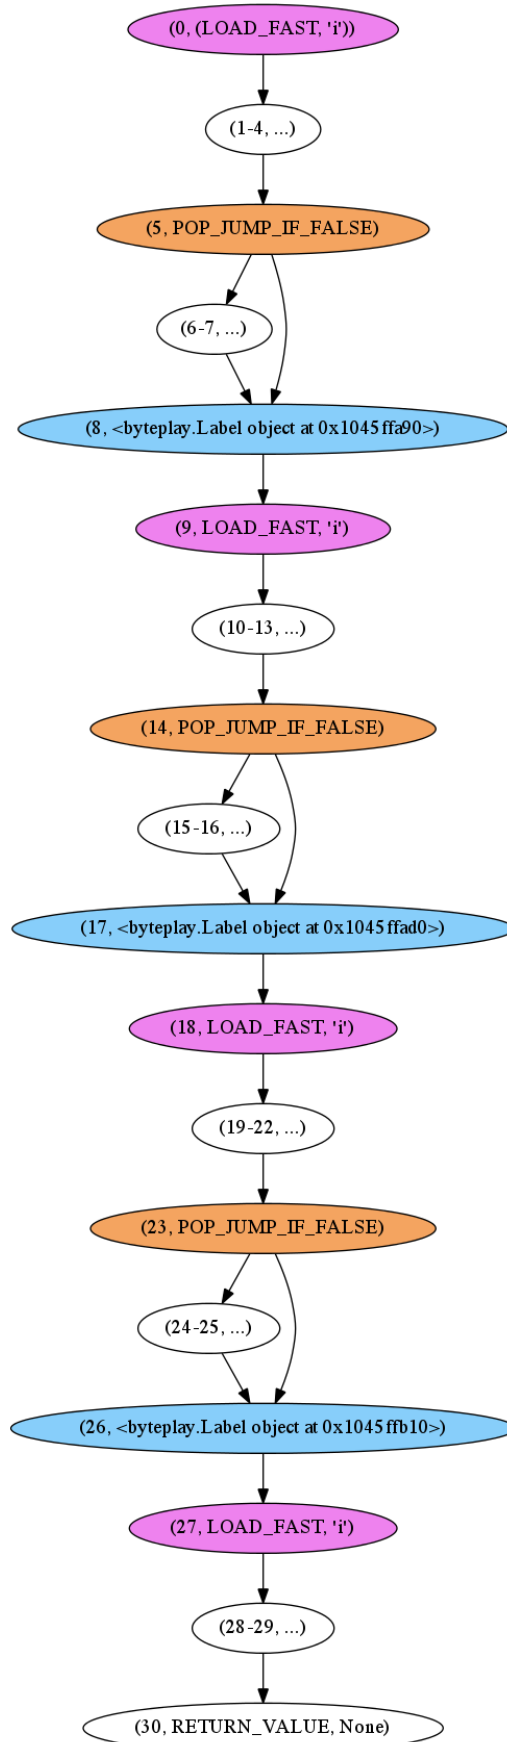 (0, (LOAD_FAST, 'i'))
(1-4, ...)
(5, POP_JUMP_IF_FALSE)
(6-7, ...)
(8, <byteplay.Label object at 0x1045ffa90>)
(9, LOAD_FAST, 'i')
(10-13, ...)
(14, POP_JUMP_IF_FALSE)
(15-16, ...)
(17, <byteplay.Label object at 0x1045ffad0>)
(18, LOAD_FAST, 'i')
(19-22, ...)
(23, POP_JUMP_IF_FALSE)
(24-25, ...)
(26, <byteplay.Label object at 0x1045ffb10>)
(27, LOAD_FAST, 'i')
(28-29, ...)
(30, RETURN_VALUE, None)